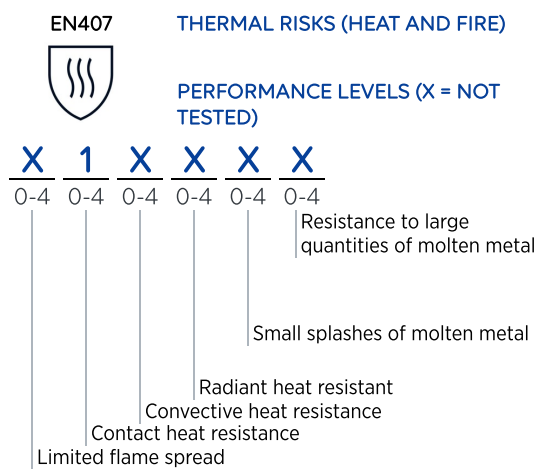 EN407
THERMAL RISKS (HEAT AND FIRE)
PERFORMANCE LEVELS (X = NOT
TESTED)
X 1 X X X X
0-4 0-4 0-4 0-4 0-4 0-4
Resistance to large
quantities of molten metal
Small splashes of molten metal
Radiant heat resistant
Convective heat resistance
Contact heat resistance
Limited flame spread